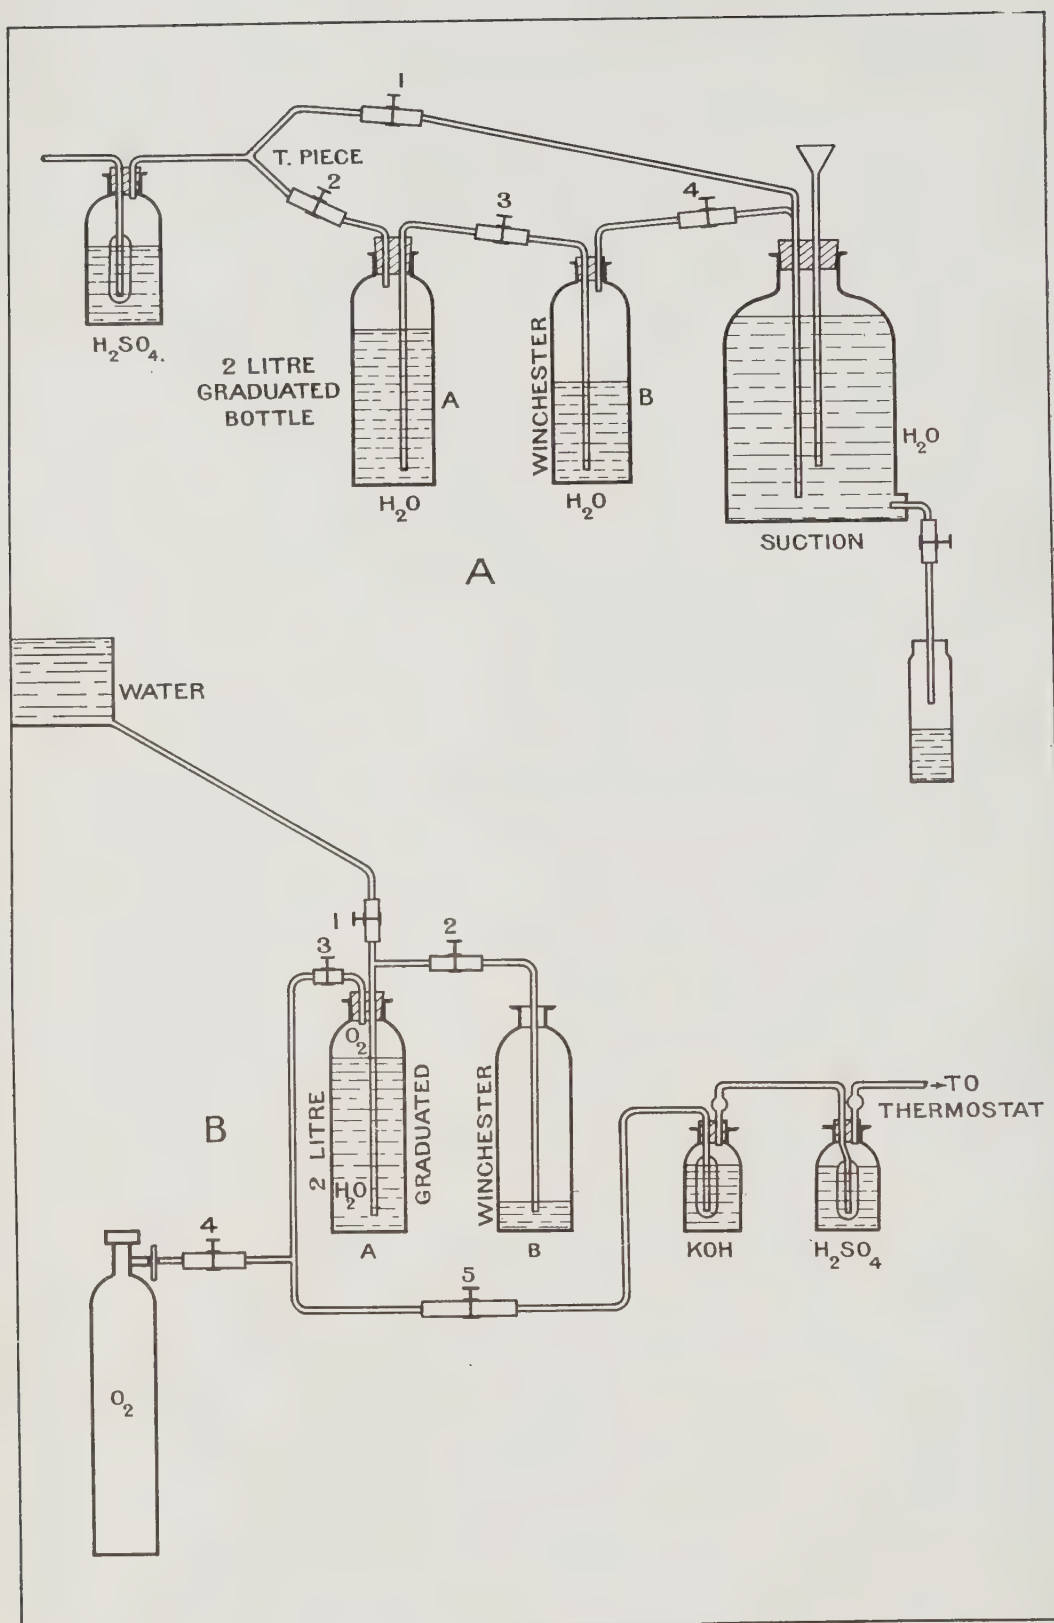 1
T. PIECE
2
3
4
H₂SO₄.
2 LITRE
GRADUATED
BOTTLE
A
H₂O
WINCHESTER
B
H₂O
H₂O
SUCTION
A
WATER
1
2
3
O₂
2 LITRE
H₂O
GRADUATED
A
WINCHESTER
B
B
→TO
THERMOSTAT
KOH
H₂SO₄
4
5
O₂